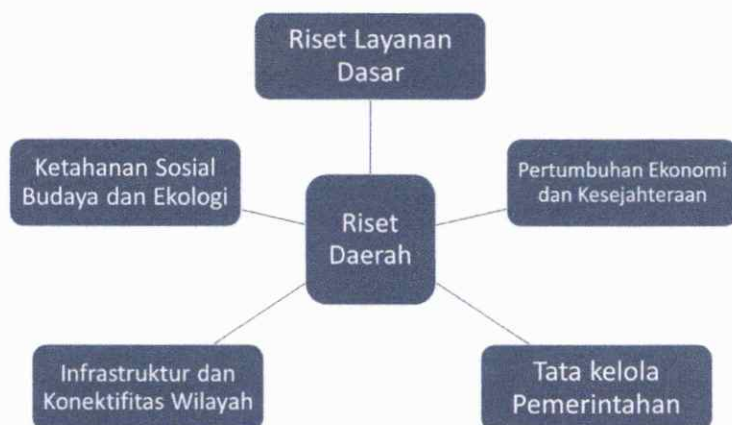 Riset Layanan
Dasar
Ketahanan Sosial
Budaya dan Ekologi
Pertumbuhan Ekonomi
dan Kesejahteraan
Riset
Daerah
Infrastruktur dan
Konektifitas Wilayah
Tata kelola
Pemerintahan